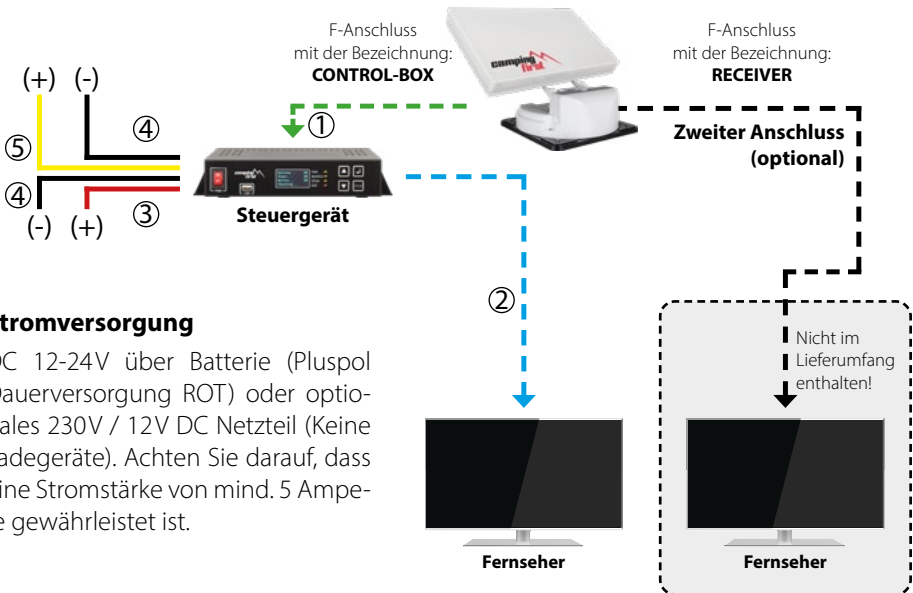 F-Anschluss
mit der Bezeichnung:
CONTROL-BOX
F-Anschluss
mit der Bezeichnung:
RECEIVER
camping
first
(+) (-)
④
①
⑤
④
③
(-) (+)
Steuergerät
Zweiter Anschluss
(optional)
②
tromversorgung
DC 12-24V über Batterie (Pluspol
Dauerversorgung ROT) oder optio-
ales 230V / 12V DC Netzteil (Keine
adegeräte). Achten Sie darauf, dass
ine Stromstärke von mind. 5 Ampe-
e gewährleistet ist.
Nicht im
Lieferumfang
enthalten!
Fernseher
Fernseher